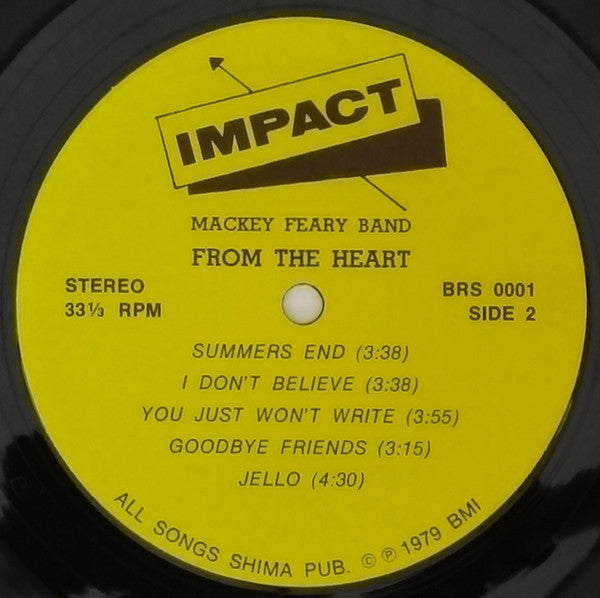 IMPACT
MACKEY FEARY BAND
FROM THE HEART
STEREO
33⅓ RPM
BRS 0001
SIDE 2
SUMMERS END (3:38)
I DON'T BELIEVE (3:38)
YOU JUST WON'T WRITE (3:55)
GOODBYE FRIENDS (3:15)
JELLO (4:30)
ALL SONGS SHIMA PUB. © ℗ 1979 BMI